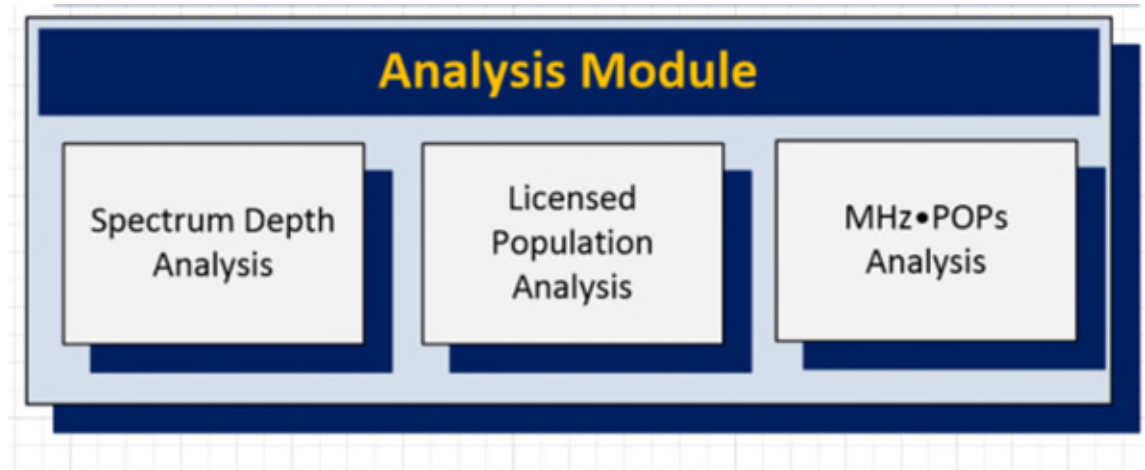 Analysis Module
Spectrum Depth
Analysis
Licensed
Population
Analysis
MHz•POPs
Analysis